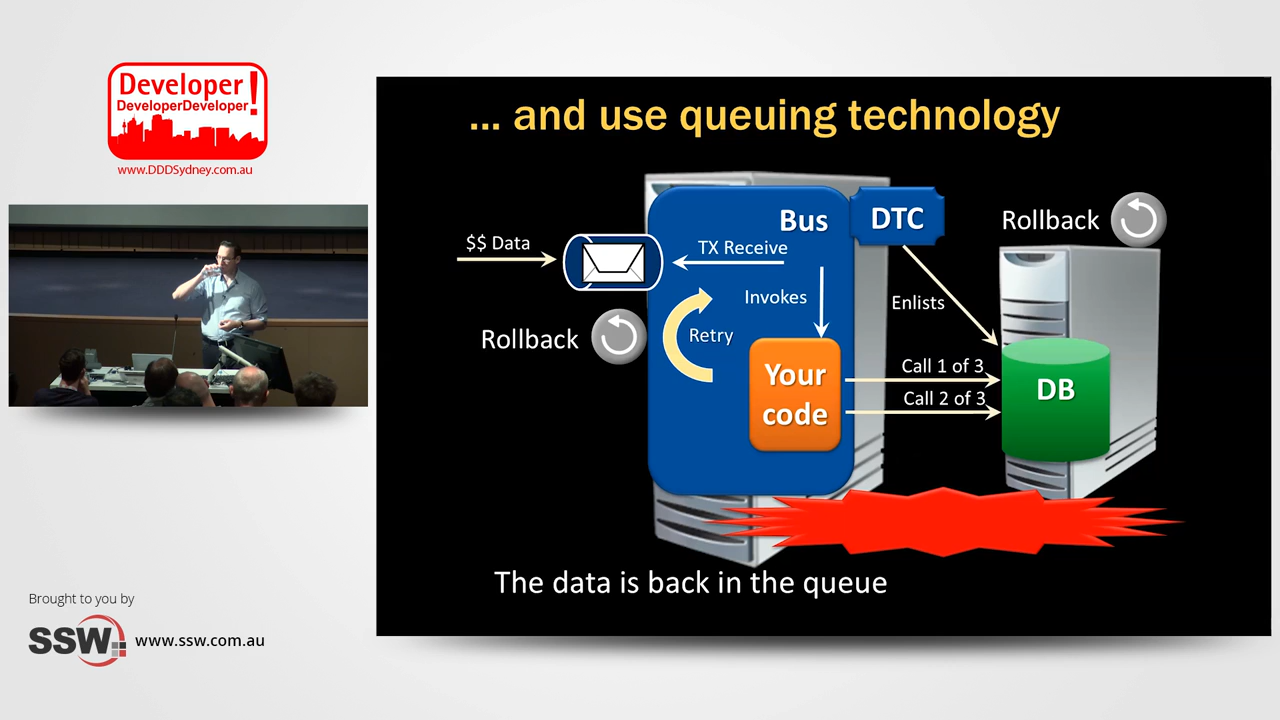 Developer!
DeveloperDeveloper!
www.DDDSydney.com.au
... and use queuing technology
Bus
DTC
Rollback
$$ Data
TX Receive
Invokes
Enlists
Rollback
Retry
Your
code
Call 1 of 3
Call 2 of 3
DB
The data is back in the queue
Brought to you by
SSW
www.ssw.com.au